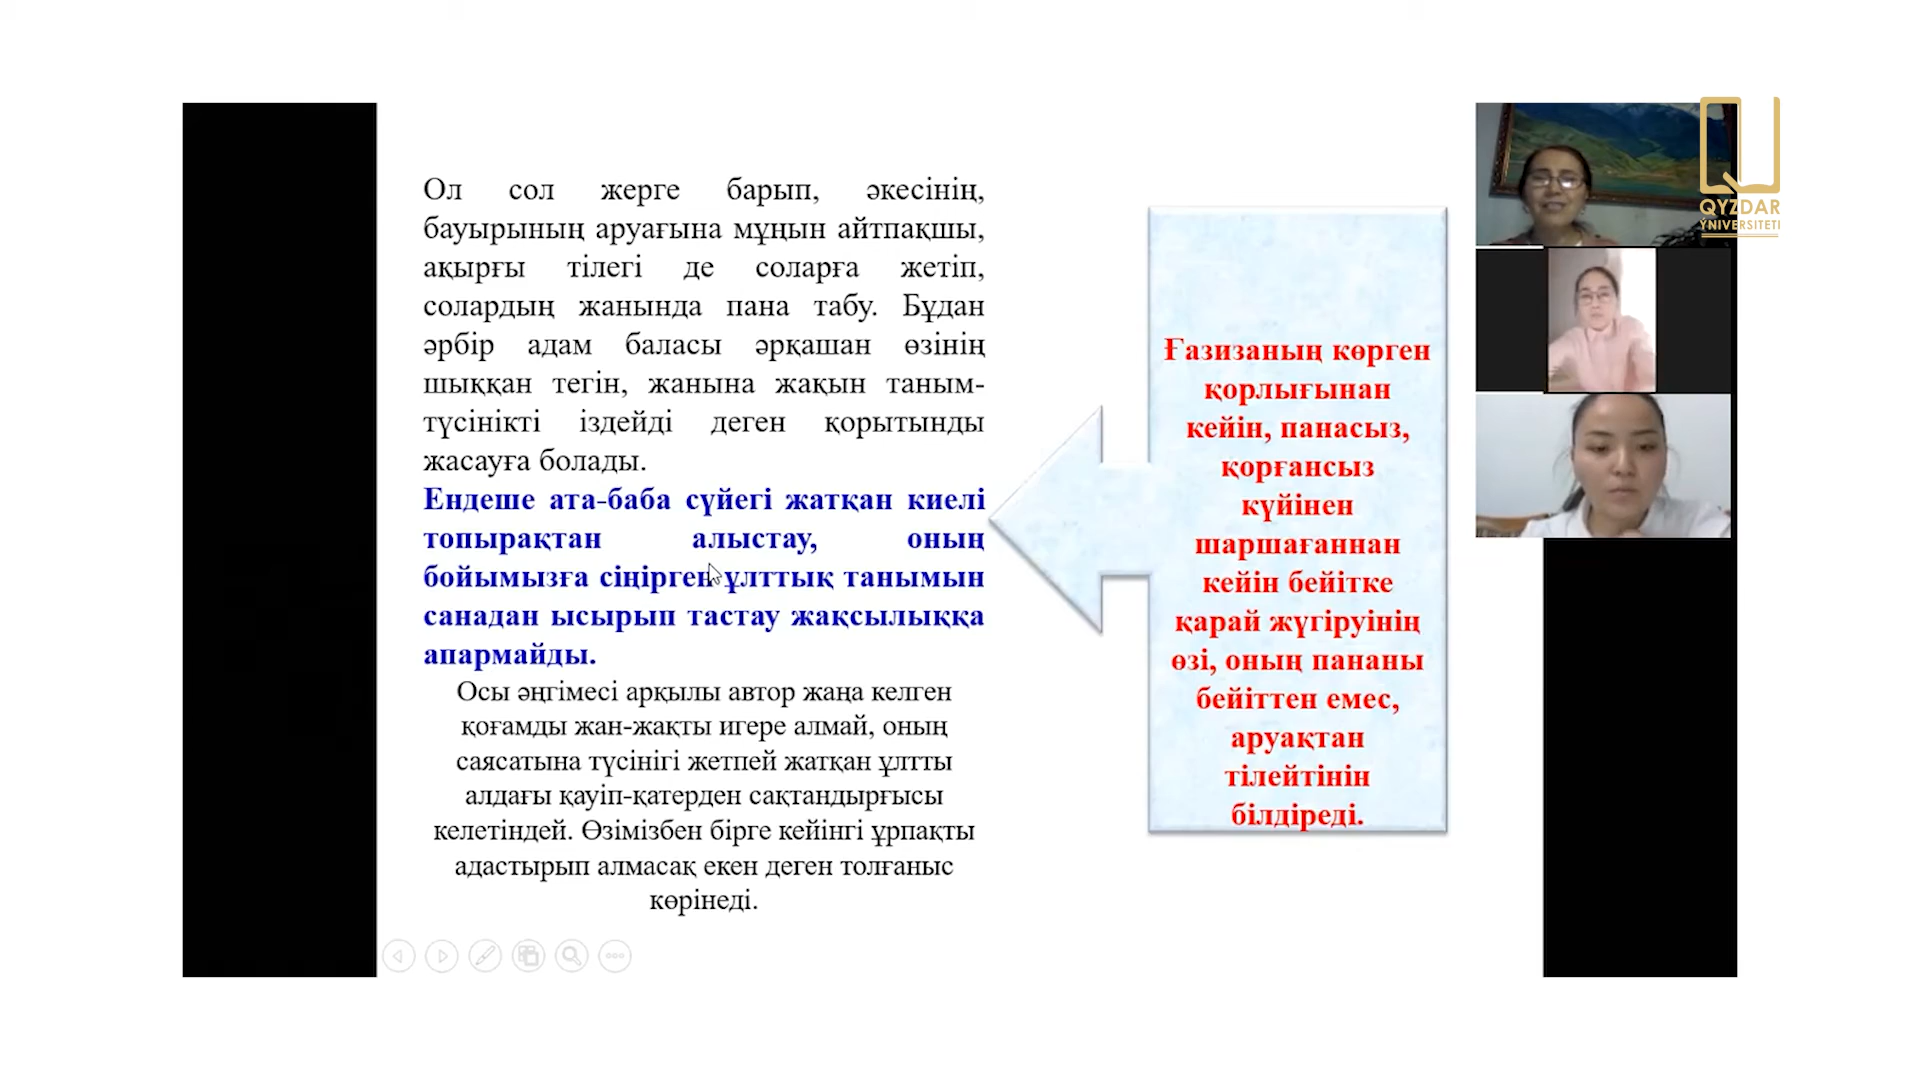 Ол сол жерге барып, әкесінің,
бауырының аруағына мұңын айтпақшы,
ақырғы тілегі де соларға жетіп,
солардың жанында пана табу. Бұдан
әрбір адам баласы әрқашан өзінің
шыққан тегін, жанына жақын таным-
түсінікті іздейді деген қорытынды
жасауға болады.
Ендеше ата-баба сүйегі жатқан киелі
топырақтан алыстау, оның
бойымызға сіңірген ұлттық танымын
санадан ысырып тастау жақсылыққа
апармайды.
Осы әңгімесі арқылы автор жаңа келген
қоғамды жан-жақты игере алмай, оның
саясатына түсінігі жетпей жатқан ұлтты
алдағы қауіп-қатерден сақтандырғысы
келетіндей. Өзімізбен бірге кейінгі ұрпақты
адастырып алмасақ екен деген толғаныс
көрінеді.
Ғазизаның көрген
қорлығынан
кейін, панасыз,
қорғансыз
күйінен
шаршағаннан
кейін бейітке
қарай жүгіруінің
өзі, оның пананы
бейіттен емес,
аруақтан
тілейтінін
білдіреді.
QYZDAR
ÝNIVERSITETI